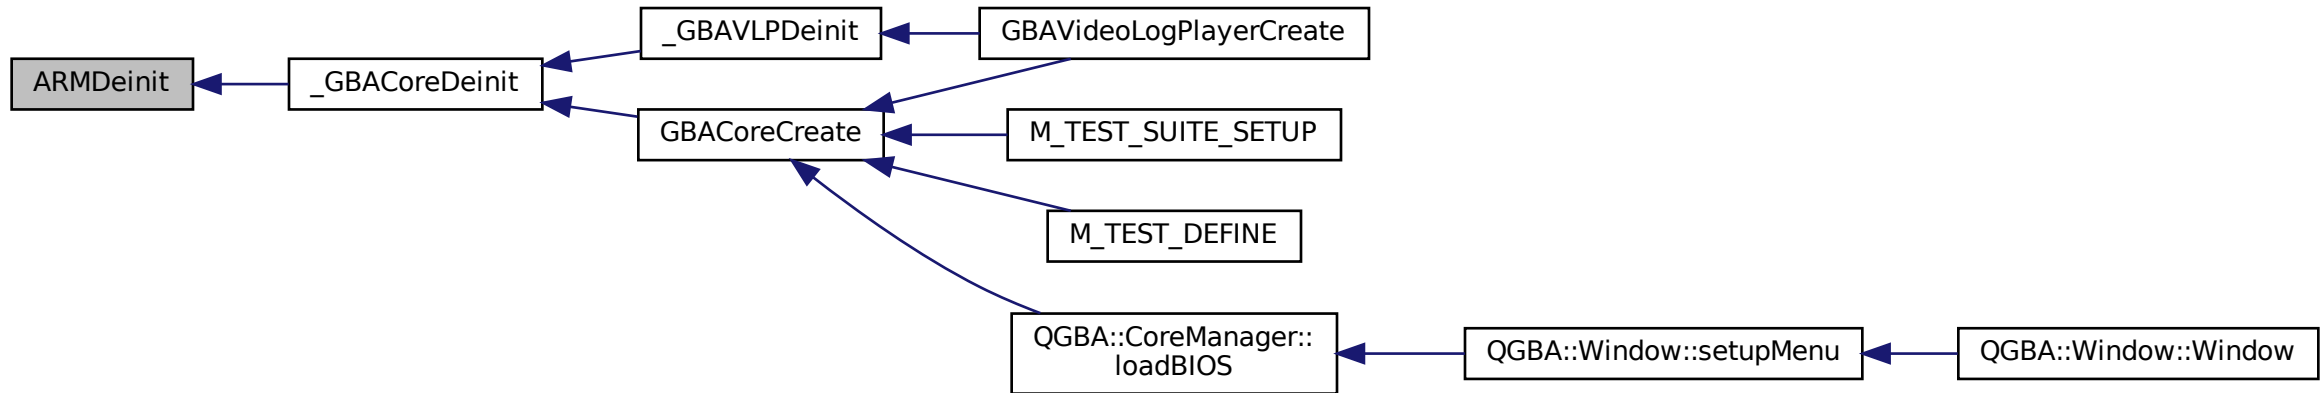 _GBAVLPDeinit
GBAVideoLogPlayerCreate
ARMDeinit
_GBACoreDeinit
GBACoreCreate
M_TEST_SUITE_SETUP
M_TEST_DEFINE
QGBA::CoreManager::
loadBIOS
QGBA::Window::setupMenu
QGBA::Window::Window